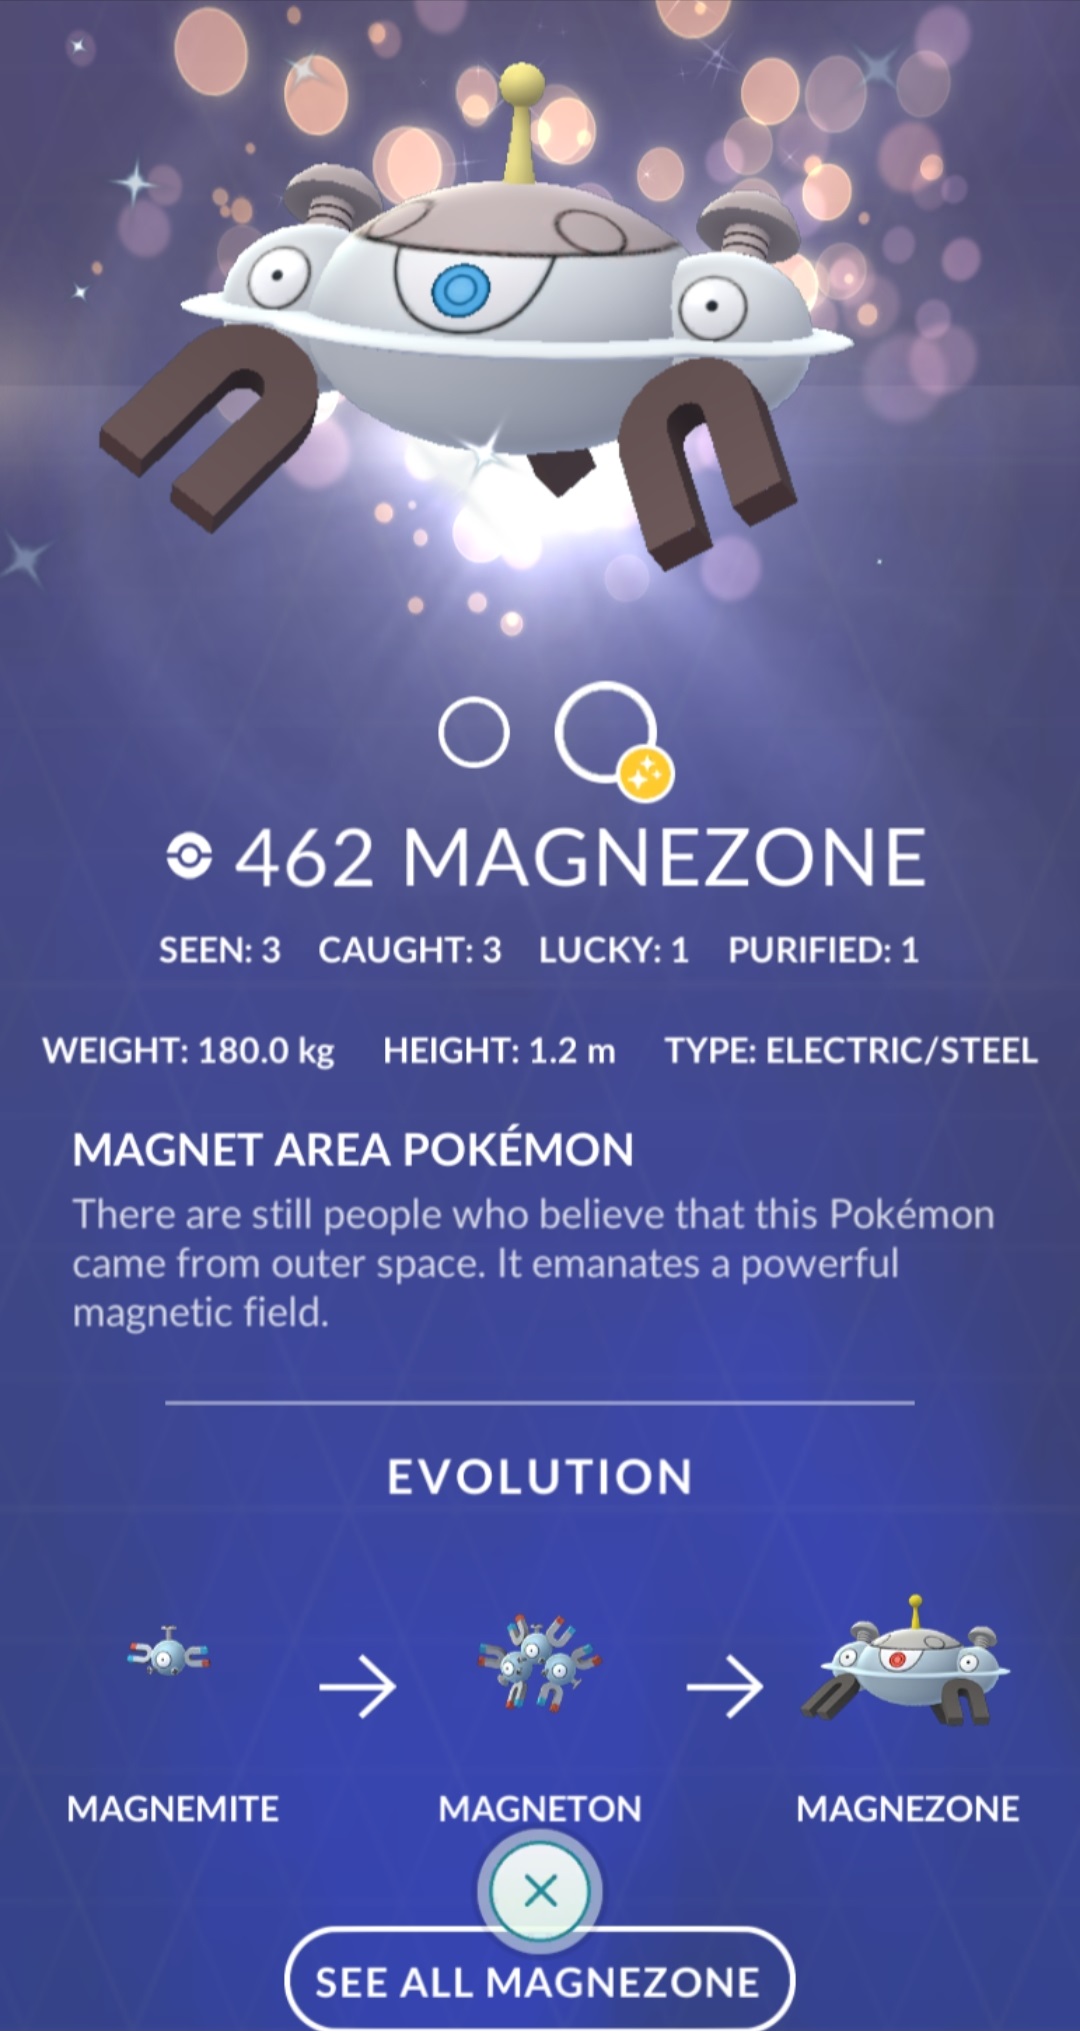 462 MAGNEZONE
SEEN: 3 CAUGHT: 3 LUCKY: 1 PURIFIED: 1
WEIGHT: 180.0 kg HEIGHT: 1.2 m TYPE: ELECTRIC/STEEL
MAGNET AREA POKÉMON
There are still people who believe that this Pokémon
came from outer space. It emanates a powerful
magnetic field.
EVOLUTION
MAGNEMITE MAGNETON MAGNEZONE
SEE ALL MAGNEZONE